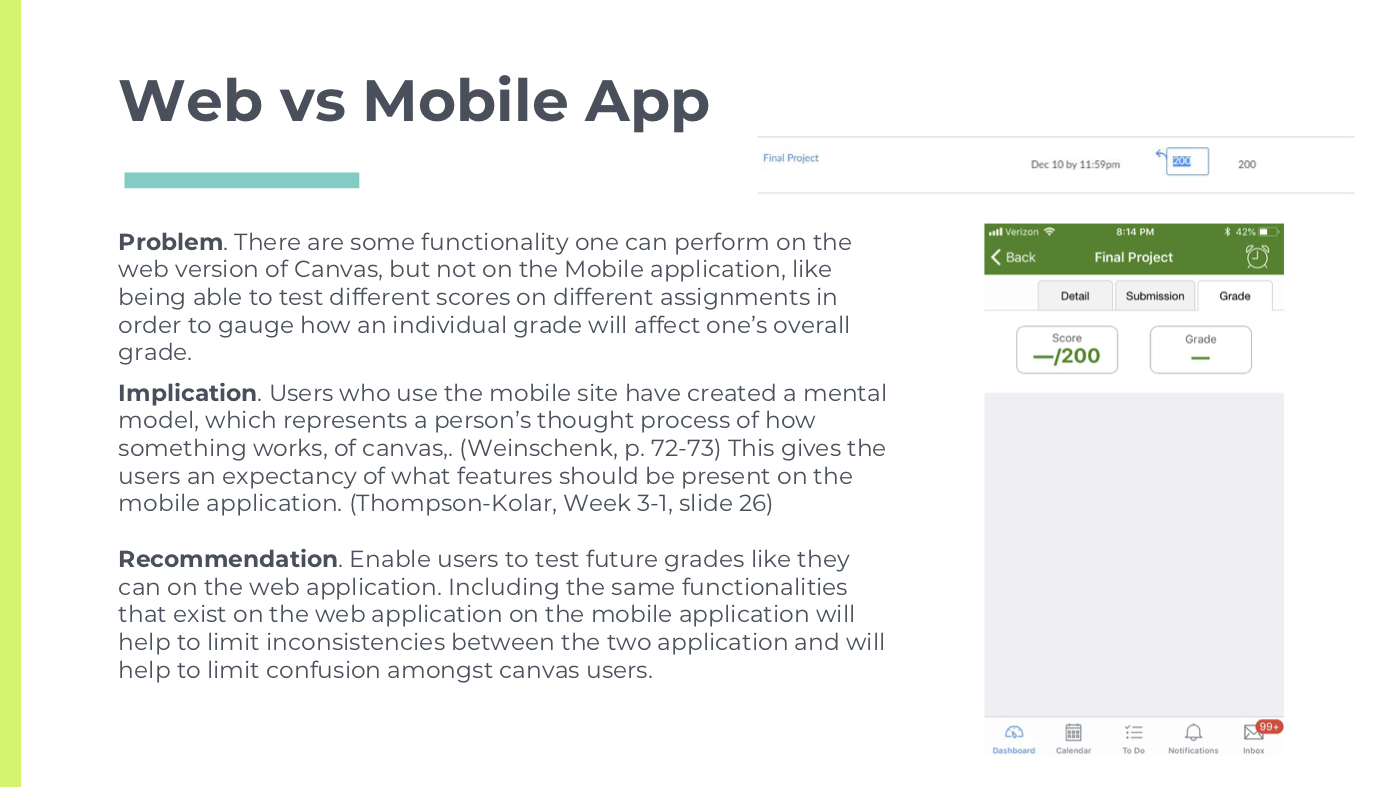 Web vs Mobile App
Final Project
Dec 10 by 11:59pm
200
200
Problem. There are some functionality one can perform on the
web version of Canvas, but not on the Mobile application, like
being able to test different scores on different assignments in
order to gauge how an individual grade will affect one’s overall
grade.
Implication. Users who use the mobile site have created a mental
model, which represents a person’s thought process of how
something works, of canvas,. (Weinschenk, p. 72-73) This gives the
users an expectancy of what features should be present on the
mobile application. (Thompson-Kolar, Week 3-1, slide 26)
Recommendation. Enable users to test future grades like they
can on the web application. Including the same functionalities
that exist on the web application on the mobile application will
help to limit inconsistencies between the two application and will
help to limit confusion amongst canvas users.
Verizon 8:14 PM 42%
Back Final Project
Detail Submission Grade
Score Grade
—/200 —
99+
Dashboard Calendar To Do Notifications Inbox